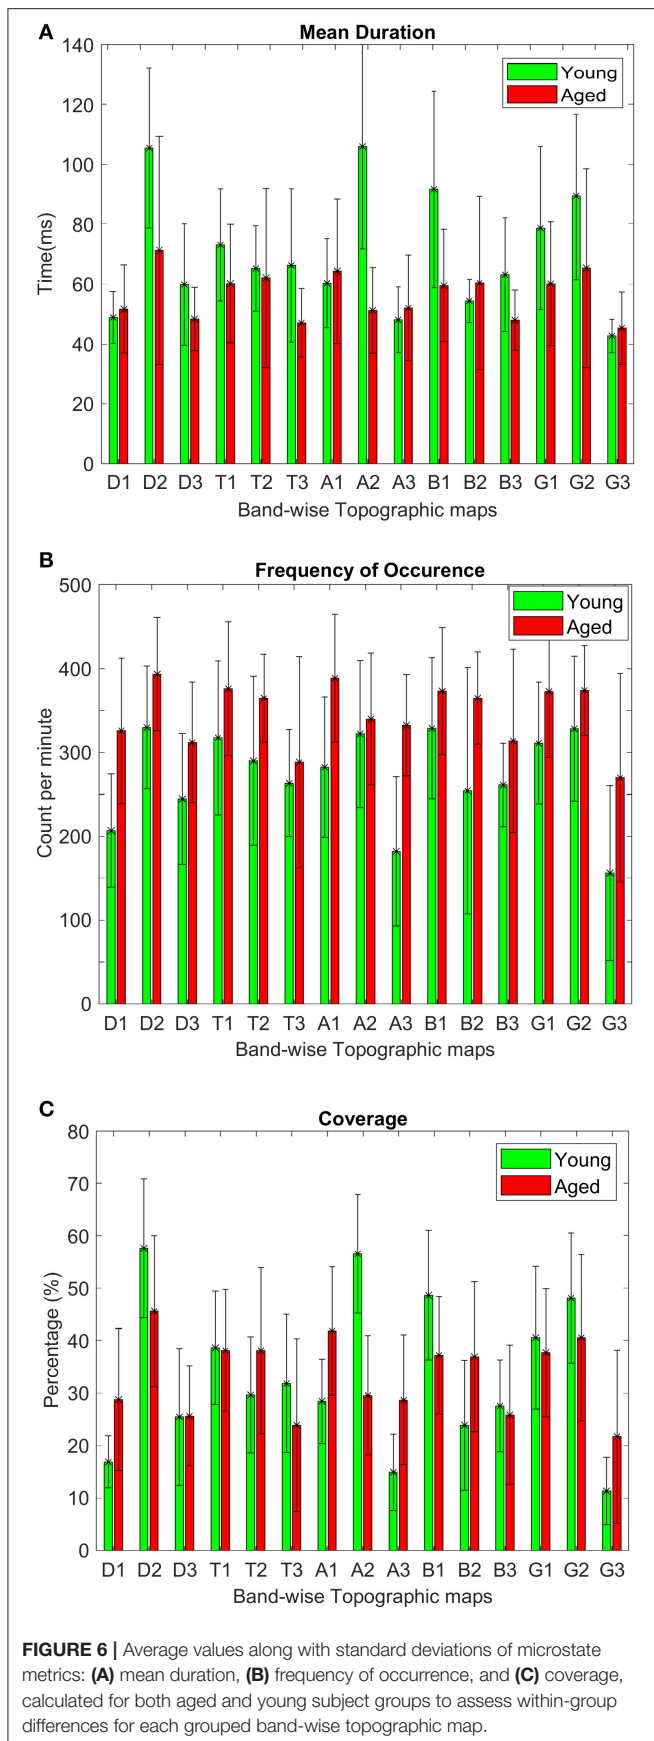 A
Mean Duration
140
120
100
80
60
40
20
0
Time(ms)
Young
Aged
D1 D2 D3 T1 T2 T3 A1 A2 A3 B1 B2 B3 G1 G2 G3
Band-wise Topographic maps
B
Frequency of Occurence
500
400
300
200
100
0
Count per minute
Young
Aged
D1 D2 D3 T1 T2 T3 A1 A2 A3 B1 B2 B3 G1 G2 G3
Band-wise Topographic maps
C
Coverage
80
70
60
50
40
30
20
10
0
Percentage (%)
Young
Aged
D1 D2 D3 T1 T2 T3 A1 A2 A3 B1 B2 B3 G1 G2 G3
Band-wise Topographic maps
FIGURE 6 | Average values along with standard deviations of microstate
metrics: (A) mean duration, (B) frequency of occurrence, and (C) coverage,
calculated for both aged and young subject groups to assess within-group
differences for each grouped band-wise topographic map.